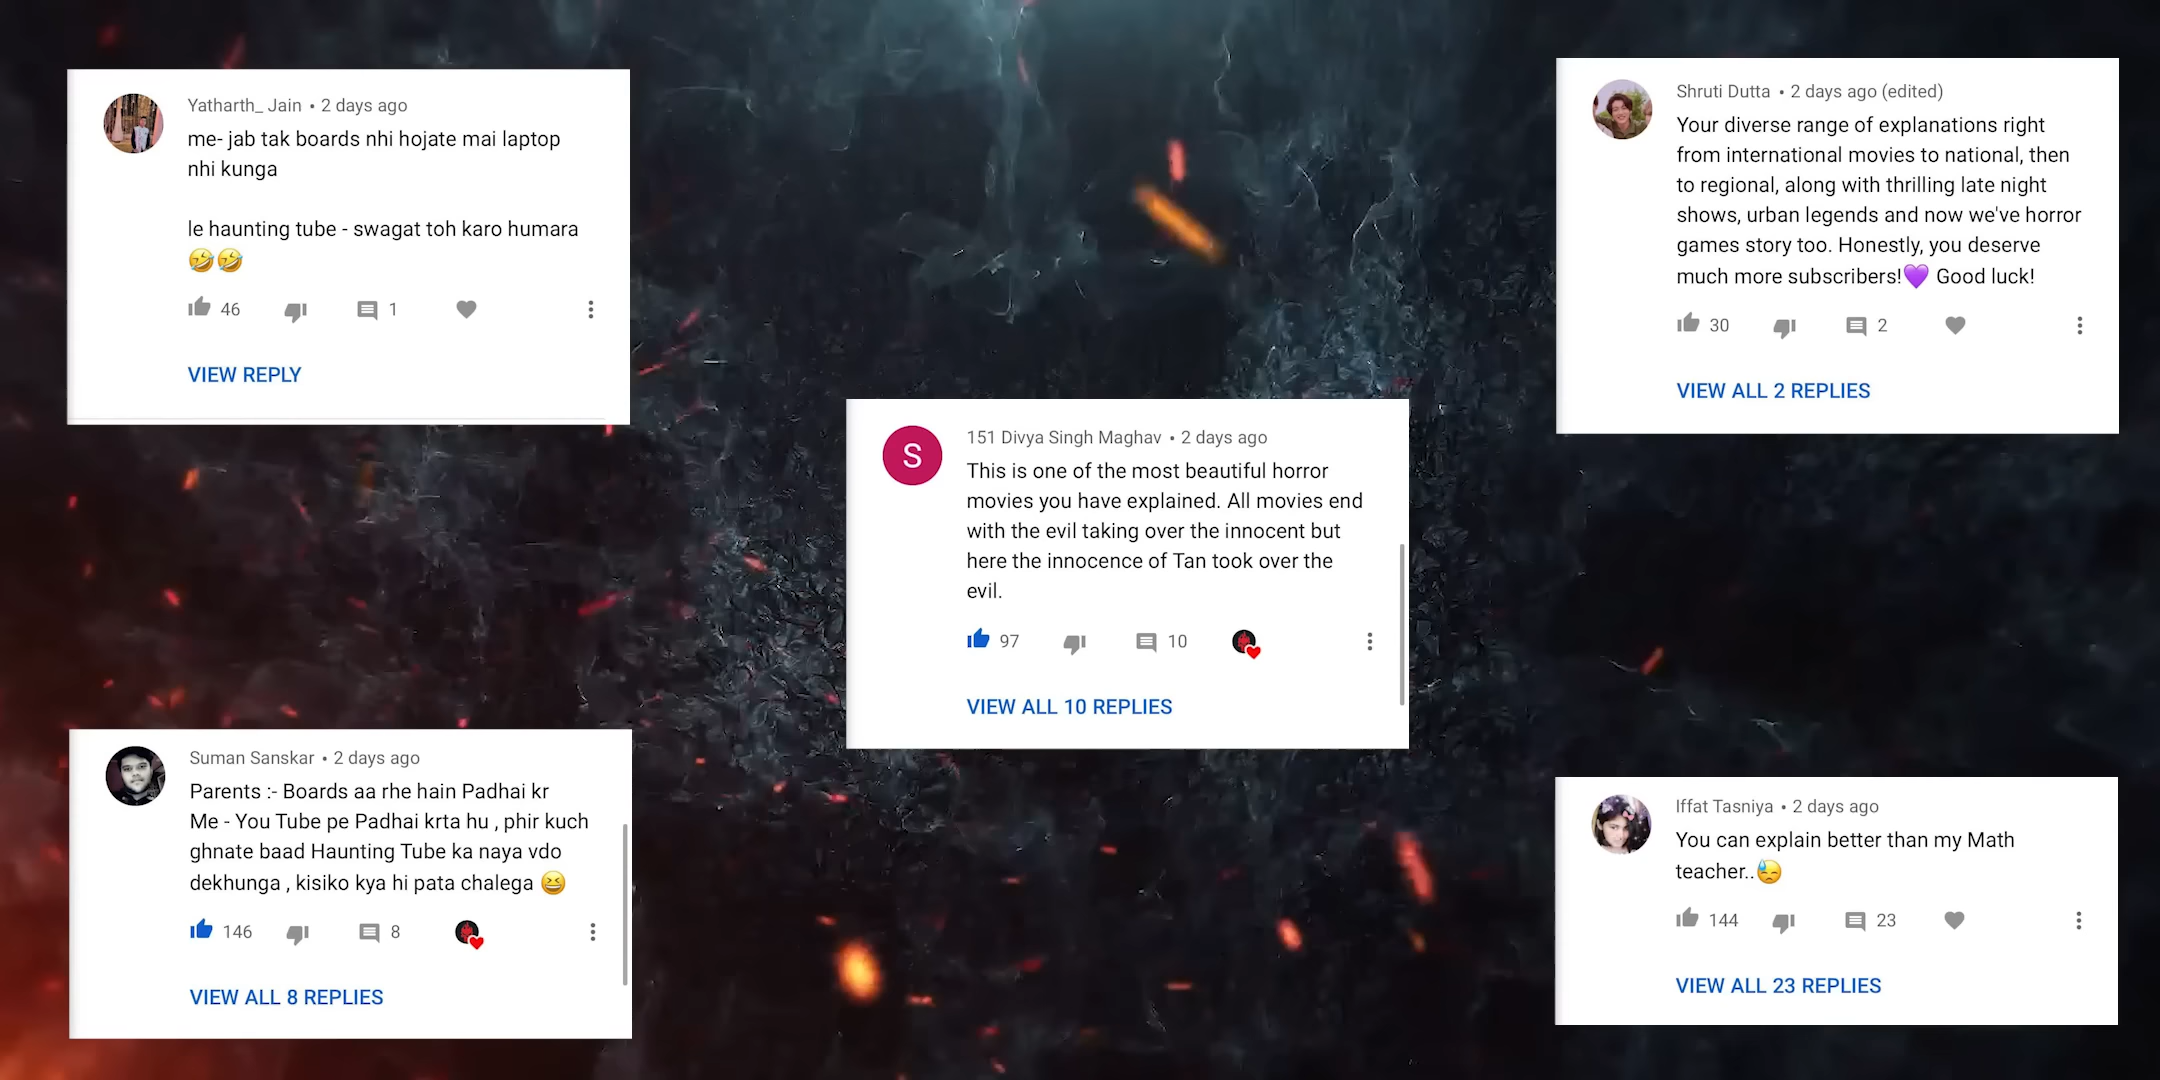 Yatharth_ Jain • 2 days ago
me- jab tak boards nhi hojate mai laptop
nhi kunga
le haunting tube - swagat toh karo humara
🤣🤣
46 1
VIEW REPLY
Shruti Dutta • 2 days ago (edited)
Your diverse range of explanations right
from international movies to national, then
to regional, along with thrilling late night
shows, urban legends and now we've horror
games story too. Honestly, you deserve
much more subscribers!💜 Good luck!
30 2
VIEW ALL 2 REPLIES
S
151 Divya Singh Maghav • 2 days ago
This is one of the most beautiful horror
movies you have explained. All movies end
with the evil taking over the innocent but
here the innocence of Tan took over the
evil.
97 10
VIEW ALL 10 REPLIES
Suman Sanskar • 2 days ago
Parents :- Boards aa rhe hain Padhai kr
Me - You Tube pe Padhai krta hu , phir kuch
ghnate baad Haunting Tube ka naya vdo
dekhunga , kisiko kya hi pata chalega 😆
146 8
VIEW ALL 8 REPLIES
Iffat Tasniya • 2 days ago
You can explain better than my Math
teacher..😓
144 23
VIEW ALL 23 REPLIES